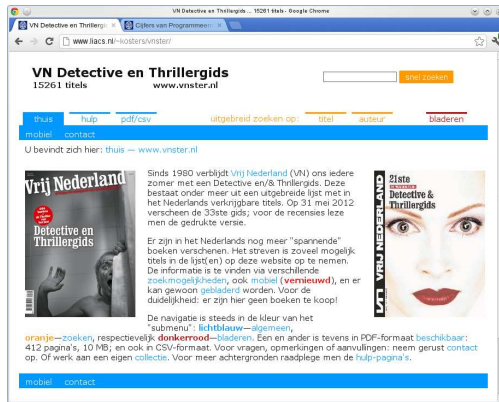 VN Detective en Thrillergids ... 15261 titels - Google Chrome
VN Detective en Thrillergic
Cijfers van Programmeerm
www.liacs.nl/~kosters/vnster/
VN Detective en Thrillergids
15261 titels www.vnster.nl
snel zoeken
thuis hulp pdf/csv uitgebreid zoeken op: titel auteur bladeren
mobiel contact
U bevindt zich hier: thuis — www.vnster.nl
Vrij Nederland
Detective en
Thrillergids
Sinds 1980 verblijdt Vrij Nederland (VN) ons iedere
zomer met een Detective en/& Thrillergids. Deze
bestaat onder meer uit een uitgebreide lijst met in
het Nederlands verkrijgbare titels. Op 31 mei 2012
verscheen de 33ste gids; voor de recensies leze
men de gedrukte versie.
Er zijn in het Nederlands nog meer "spannende"
boeken verschenen. Het streven is zoveel mogelijk
titels in de lijst(en) op deze website op te nemen.
De informatie is te vinden via verschillende
zoekmogelijkheden, ook mobiel (vernieuwd), en er
kan gewoon gebladerd worden. Voor de
duidelijkheid: er zijn hier geen boeken te koop!
De navigatie is steeds in de kleur van het
"submenu": lichtblauw—algemeen,
oranje—zoeken, respectievelijk donkerrood—bladeren. Een en ander is tevens in PDF-formaat beschikbaar:
412 pagina's, 10 MB; en ook in CSV-formaat. Voor vragen, opmerkingen of aanvullingen: neem gerust contact
op. Of werk aan een eigen collectie. Voor meer achtergronden raadplege men de hulp-pagina's.
VRIJ NEDERLAND
21ste
Detective &
Thrillergids
mobiel contact